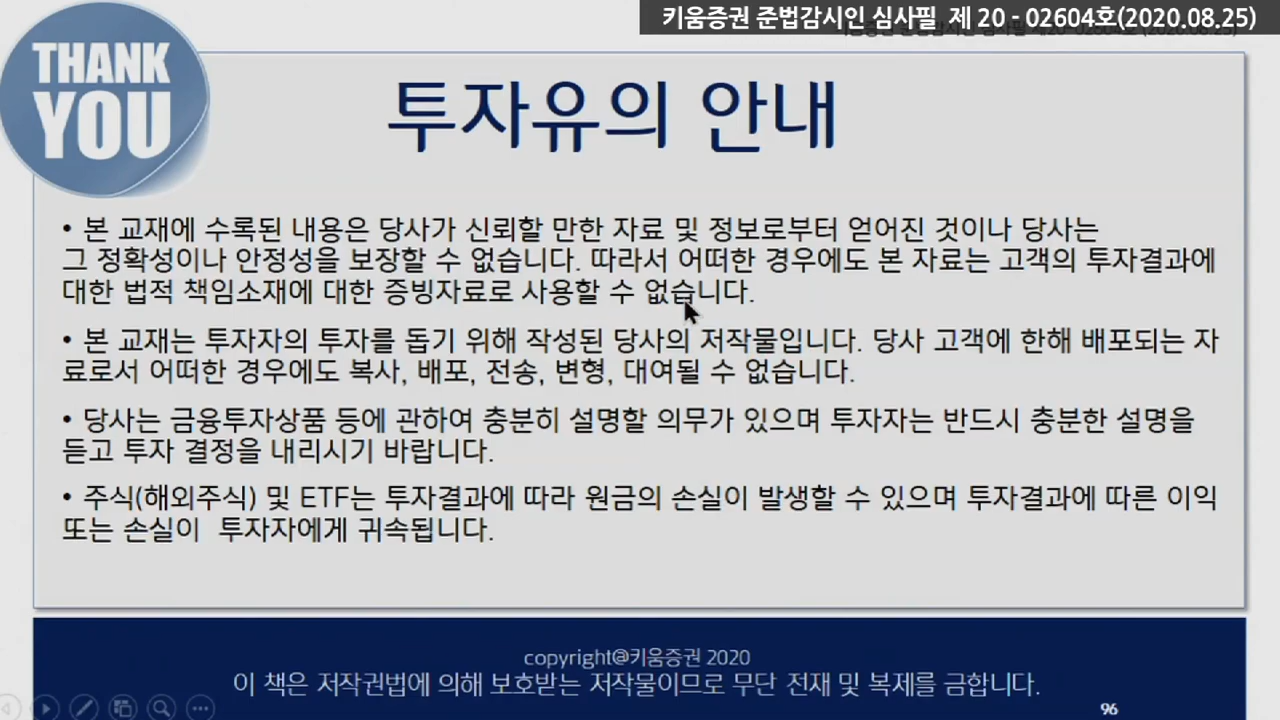 키움증권 준법감시인 심사필 제 20 - 02604호(2020.08.25)
THANK
YOU
투자유의 안내
• 본 교재에 수록된 내용은 당사가 신뢰할 만한 자료 및 정보로부터 얻어진 것이나 당사는
그 정확성이나 안정성을 보장할 수 없습니다. 따라서 어떠한 경우에도 본 자료는 고객의 투자결과에
대한 법적 책임소재에 대한 증빙자료로 사용할 수 없습니다.
• 본 교재는 투자자의 투자를 돕기 위해 작성된 당사의 저작물입니다. 당사 고객에 한해 배포되는 자
료로서 어떠한 경우에도 복사, 배포, 전송, 변형, 대여될 수 없습니다.
• 당사는 금융투자상품 등에 관하여 충분히 설명할 의무가 있으며 투자자는 반드시 충분한 설명을
듣고 투자 결정을 내리시기 바랍니다.
• 주식(해외주식) 및 ETF는 투자결과에 따라 원금의 손실이 발생할 수 있으며 투자결과에 따른 이익
또는 손실이 투자자에게 귀속됩니다.
copyright@키움증권 2020
이 책은 저작권법에 의해 보호받는 저작물이므로 무단 전재 및 복제를 금합니다.
96